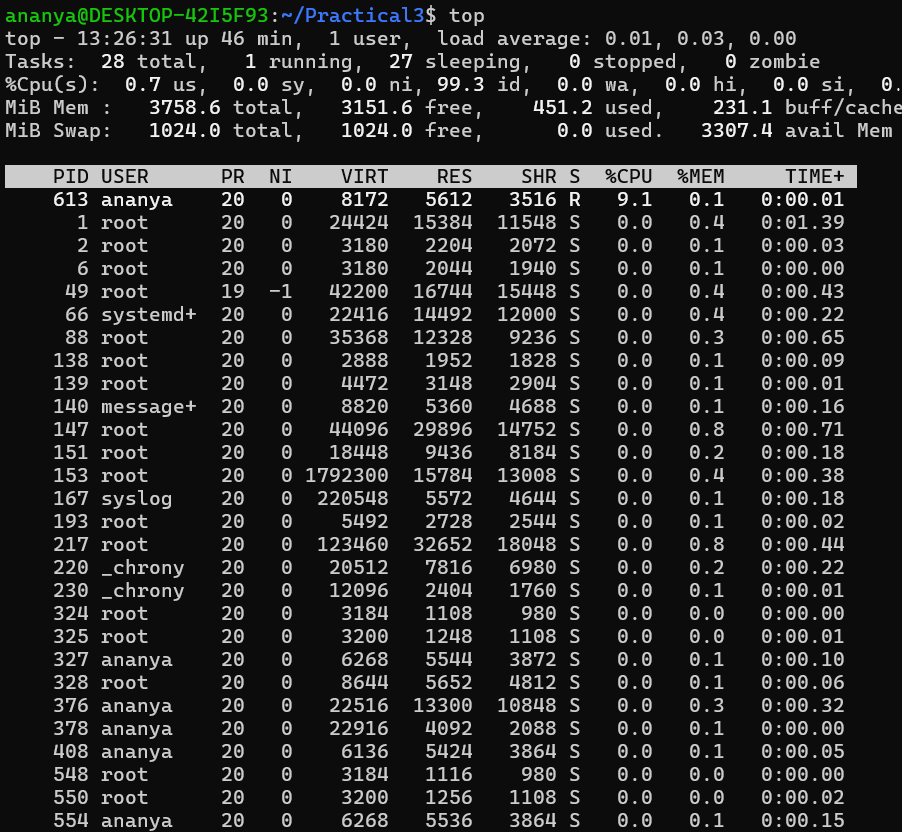 ananya@DESKTOP-42I5F93:~/Practical3$ top
top - 13:26:31 up 46 min,  1 user,  load average: 0.01, 0.03, 0.00
Tasks:  28 total,   1 running,  27 sleeping,   0 stopped,   0 zombie
%Cpu(s):  0.7 us,  0.0 sy,  0.0 ni, 99.3 id,  0.0 wa,  0.0 hi,  0.0 si,  0.
MiB Mem :   3758.6 total,   3151.6 free,    451.2 used,    231.1 buff/cache
MiB Swap:   1024.0 total,   1024.0 free,      0.0 used.   3307.4 avail Mem
    PID USER      PR  NI    VIRT    RES    SHR S  %CPU  %MEM     TIME+
    613 ananya    20   0    8172   5612   3516 R   9.1   0.1   0:00.01
      1 root      20   0   24424  15384  11548 S   0.0   0.4   0:01.39
      2 root      20   0    3180   2204   2072 S   0.0   0.1   0:00.03
      6 root      20   0    3180   2044   1940 S   0.0   0.1   0:00.00
     49 root      19  -1   42200  16744  15448 S   0.0   0.4   0:00.43
     66 systemd+  20   0   22416  14492  12000 S   0.0   0.4   0:00.22
     88 root      20   0   35368  12328   9236 S   0.0   0.3   0:00.65
    138 root      20   0    2888   1952   1828 S   0.0   0.1   0:00.09
    139 root      20   0    4472   3148   2904 S   0.0   0.1   0:00.01
    140 message+  20   0    8820   5360   4688 S   0.0   0.1   0:00.16
    147 root      20   0   44096  29896  14752 S   0.0   0.8   0:00.71
    151 root      20   0   18448   9436   8184 S   0.0   0.2   0:00.18
    153 root      20   0 1792300  15784  13008 S   0.0   0.4   0:00.38
    167 syslog    20   0  220548   5572   4644 S   0.0   0.1   0:00.18
    193 root      20   0    5492   2728   2544 S   0.0   0.1   0:00.02
    217 root      20   0  123460  32652  18048 S   0.0   0.8   0:00.44
    220 _chrony   20   0   20512   7816   6980 S   0.0   0.2   0:00.22
    230 _chrony   20   0   12096   2404   1760 S   0.0   0.1   0:00.01
    324 root      20   0    3184   1108    980 S   0.0   0.0   0:00.00
    325 root      20   0    3200   1248   1108 S   0.0   0.0   0:00.01
    327 ananya    20   0    6268   5544   3872 S   0.0   0.1   0:00.10
    328 root      20   0    8644   5652   4812 S   0.0   0.1   0:00.06
    376 ananya    20   0   22516  13300  10848 S   0.0   0.3   0:00.32
    378 ananya    20   0   22916   4092   2088 S   0.0   0.1   0:00.00
    408 ananya    20   0    6136   5424   3864 S   0.0   0.1   0:00.05
    548 root      20   0    3184   1116    980 S   0.0   0.0   0:00.00
    550 root      20   0    3200   1256   1108 S   0.0   0.0   0:00.02
    554 ananya    20   0    6268   5536   3864 S   0.0   0.1   0:00.15